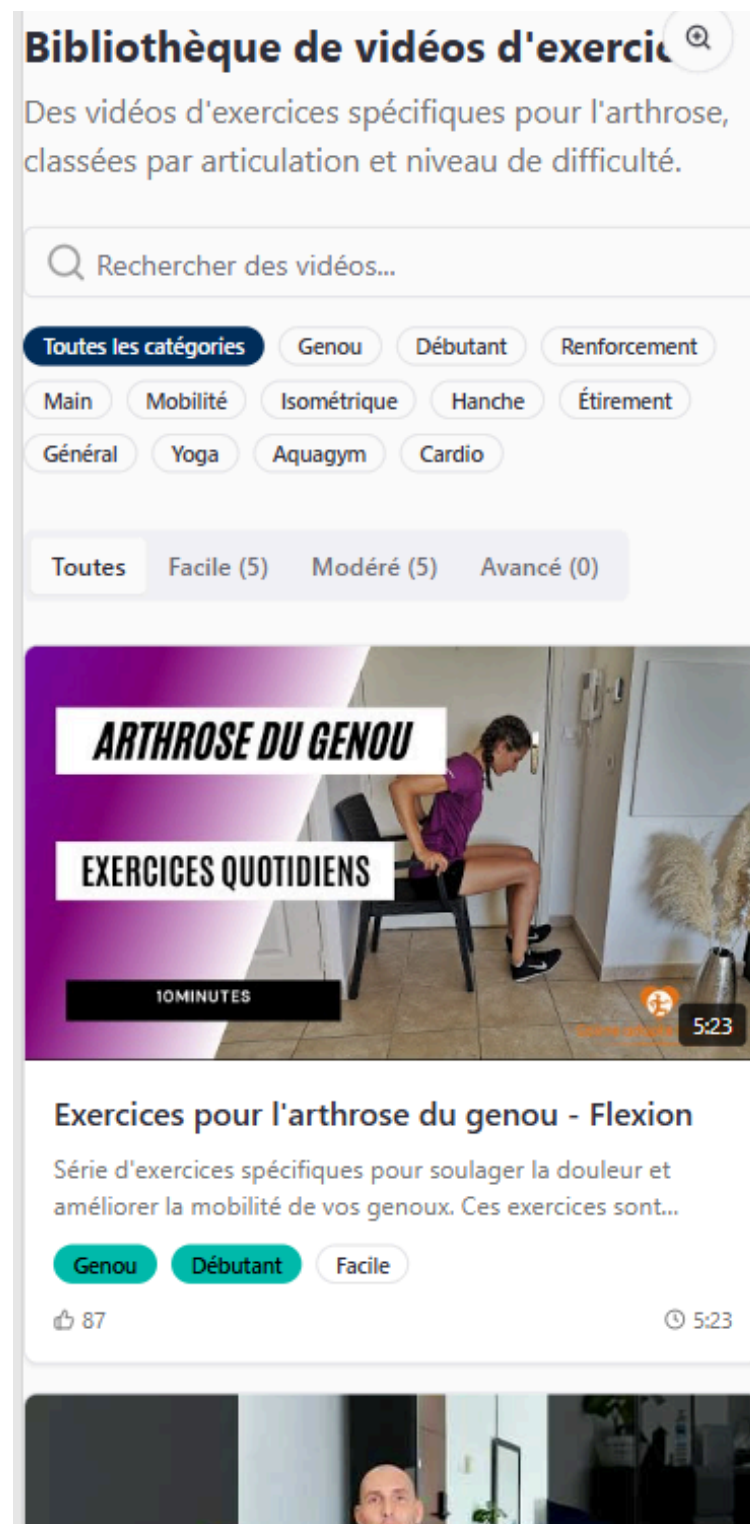 Bibliothèque de vidéos d'exercic
Des vidéos d'exercices spécifiques pour l'arthrose,
classées par articulation et niveau de difficulté.
Rechercher des vidéos...
Toutes les catégories Genou Débutant Renforcement
Main Mobilité Isométrique Hanche Étirement
Général Yoga Aquagym Cardio
Toutes Facile (5) Modéré (5) Avancé (0)
ARTHROSE DU GENOU
EXERCICES QUOTIDIENS
10MINUTES
5:23
Exercices pour l'arthrose du genou - Flexion
Série d'exercices spécifiques pour soulager la douleur et
améliorer la mobilité de vos genoux. Ces exercices sont...
Genou Débutant Facile
87 5:23